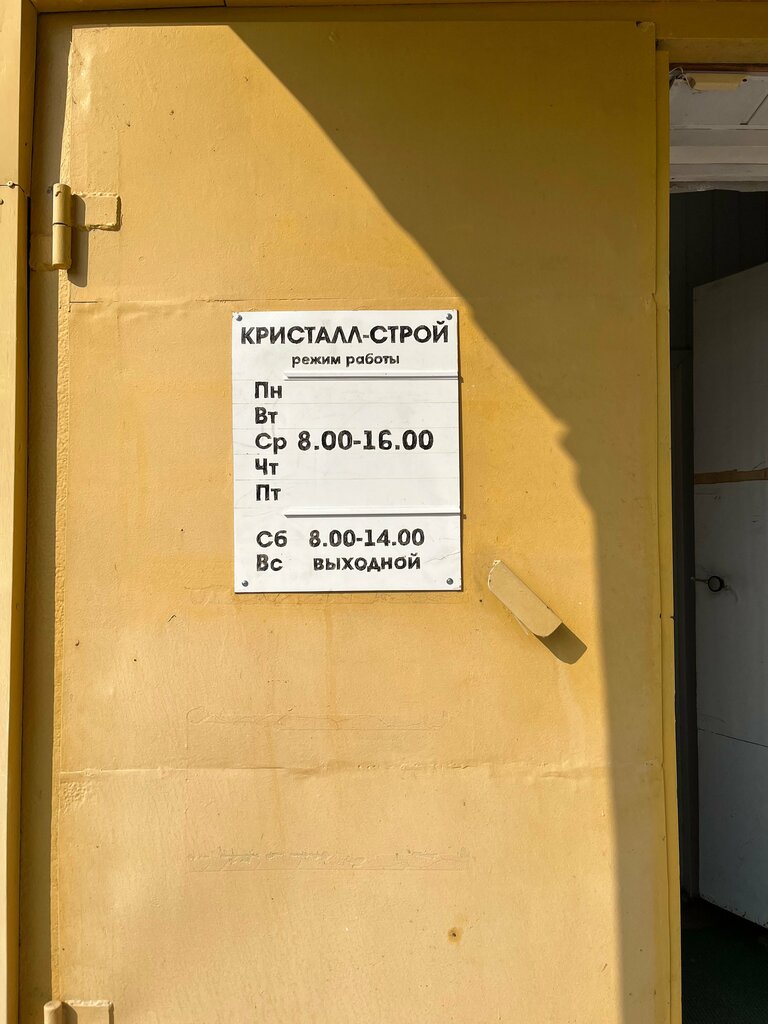 КРИСТАЛЛ-СТРОЙ
режим работы
Пн
Вт
Ср 8.00-16.00
Чт
Пт
Сб 8.00-14.00
Вс выходной